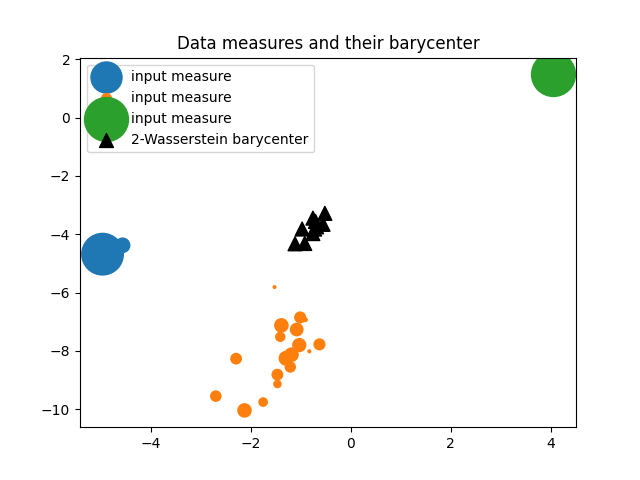 Data measures and their barycenter
input measure
input measure
input measure
2-Wasserstein barycenter
2
0
−2
−4
−6
−8
−10
−4
−2
0
2
4